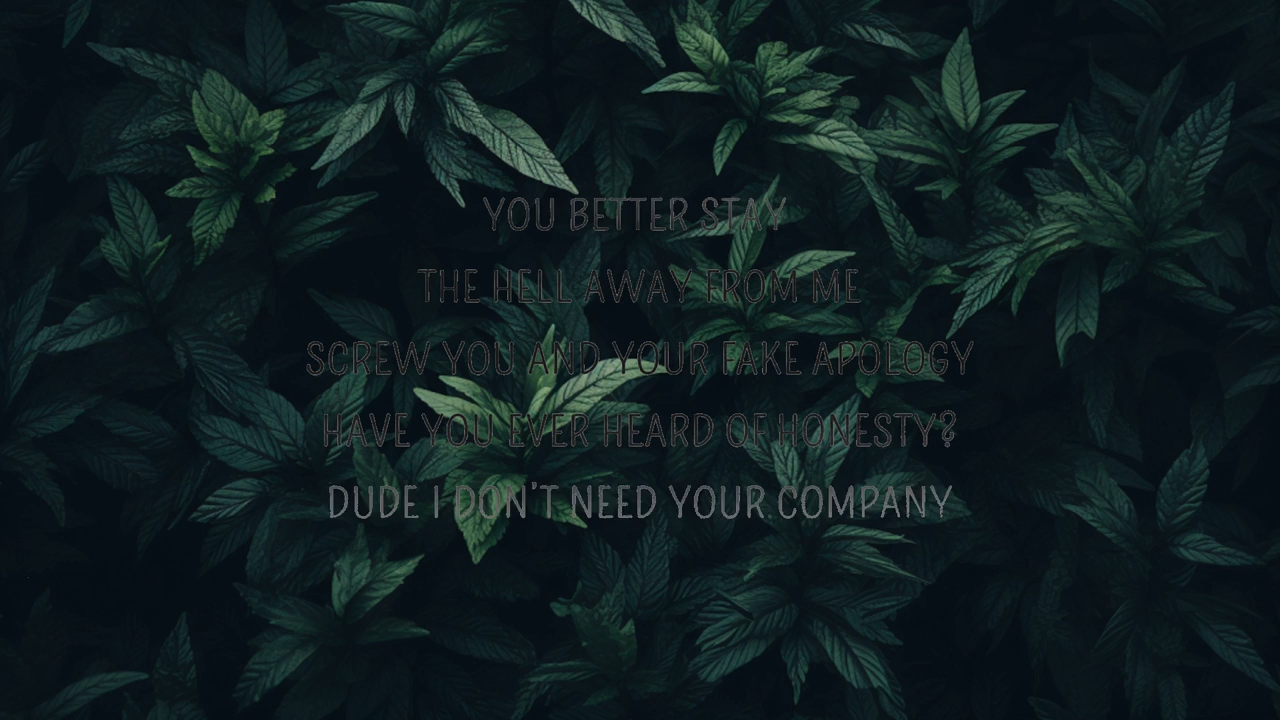 YOU BETTER STAY
THE HELL AWAY FROM ME
SCREW YOU AND YOUR FAKE APOLOGY
HAVE YOU EVER HEARD OF HONESTY?
DUDE I DON'T NEED YOUR COMPANY